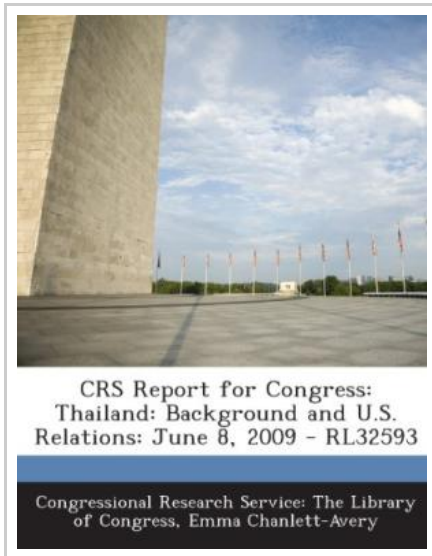 CRS Report for Congress:
Thailand: Background and U.S.
Relations: June 8, 2009 - RL32593
Congressional Research Service: The Library
of Congress, Emma Chanlett-Avery